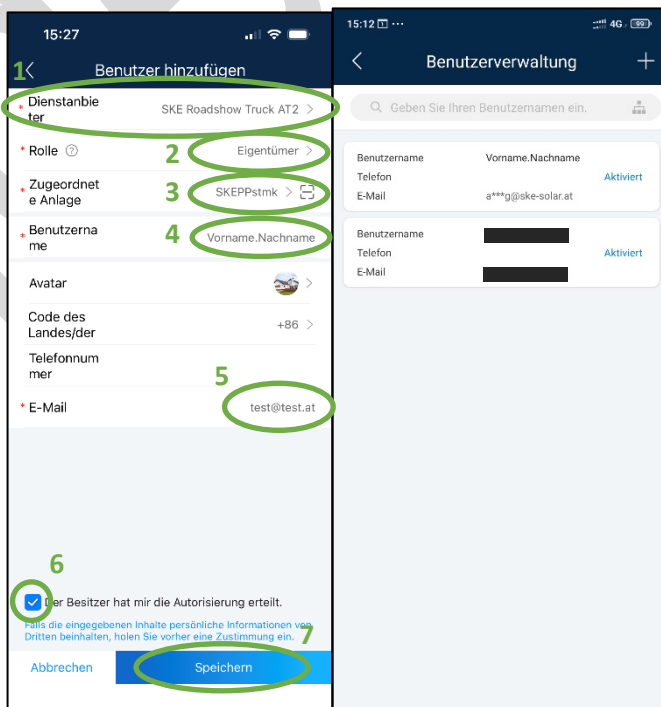 15:27
1
Benutzer hinzufügen
* Dienstanbie
ter
SKE Roadshow Truck AT2 >
* Rolle ?
2
Eigentümer >
* Zugeordnet
e Anlage
3
SKEPPstmk >
* Benutzerna
me
4
Vorname.Nachname
Avatar
>
Code des
Landes/der
+86 >
Telefonnum
mer
5
* E-Mail
test@test.at
6
Der Besitzer hat mir die Autorisierung erteilt.
Falls die eingegebenen Inhalte persönliche Informationen von
Dritten beinhalten, holen Sie vorher eine Zustimmung ein.
7
Abbrechen
Speichern
15:12 ···
4G 99
Benutzerverwaltung
+
Geben Sie Ihren Benutzernamen ein.
Benutzername
Vorname.Nachname
Telefon
Aktiviert
E-Mail
a***g@ske-solar.at
Benutzername
Telefon
Aktiviert
E-Mail